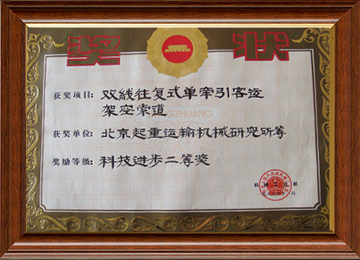 奖状
获奖项目：双线往复式单牵引客运
架空索道
获奖单位：北京起重运输机械研究所等
奖励等级：科技进步二等奖